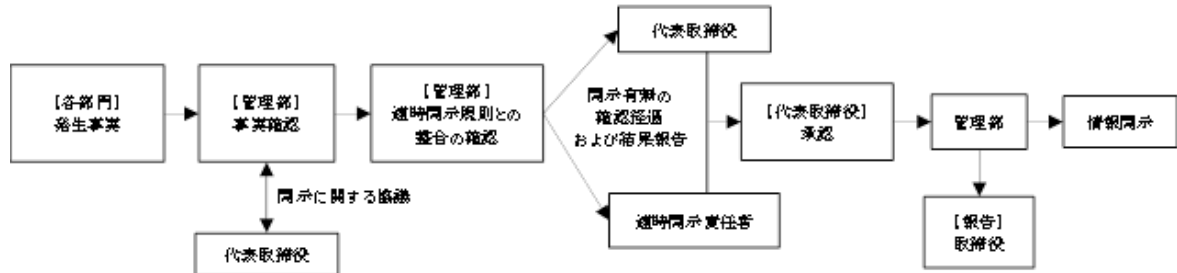 ［各部門］
発生事実
［管理部］
事実確認
開示に関する協議
代表取締役
［管理部］
適時開示規則との
整合の確認
代表取締役
開示有無の
確認経過
および結果報告
適時開示責任者
［代表取締役］
承認
管理部
［報告］
取締役
情報開示